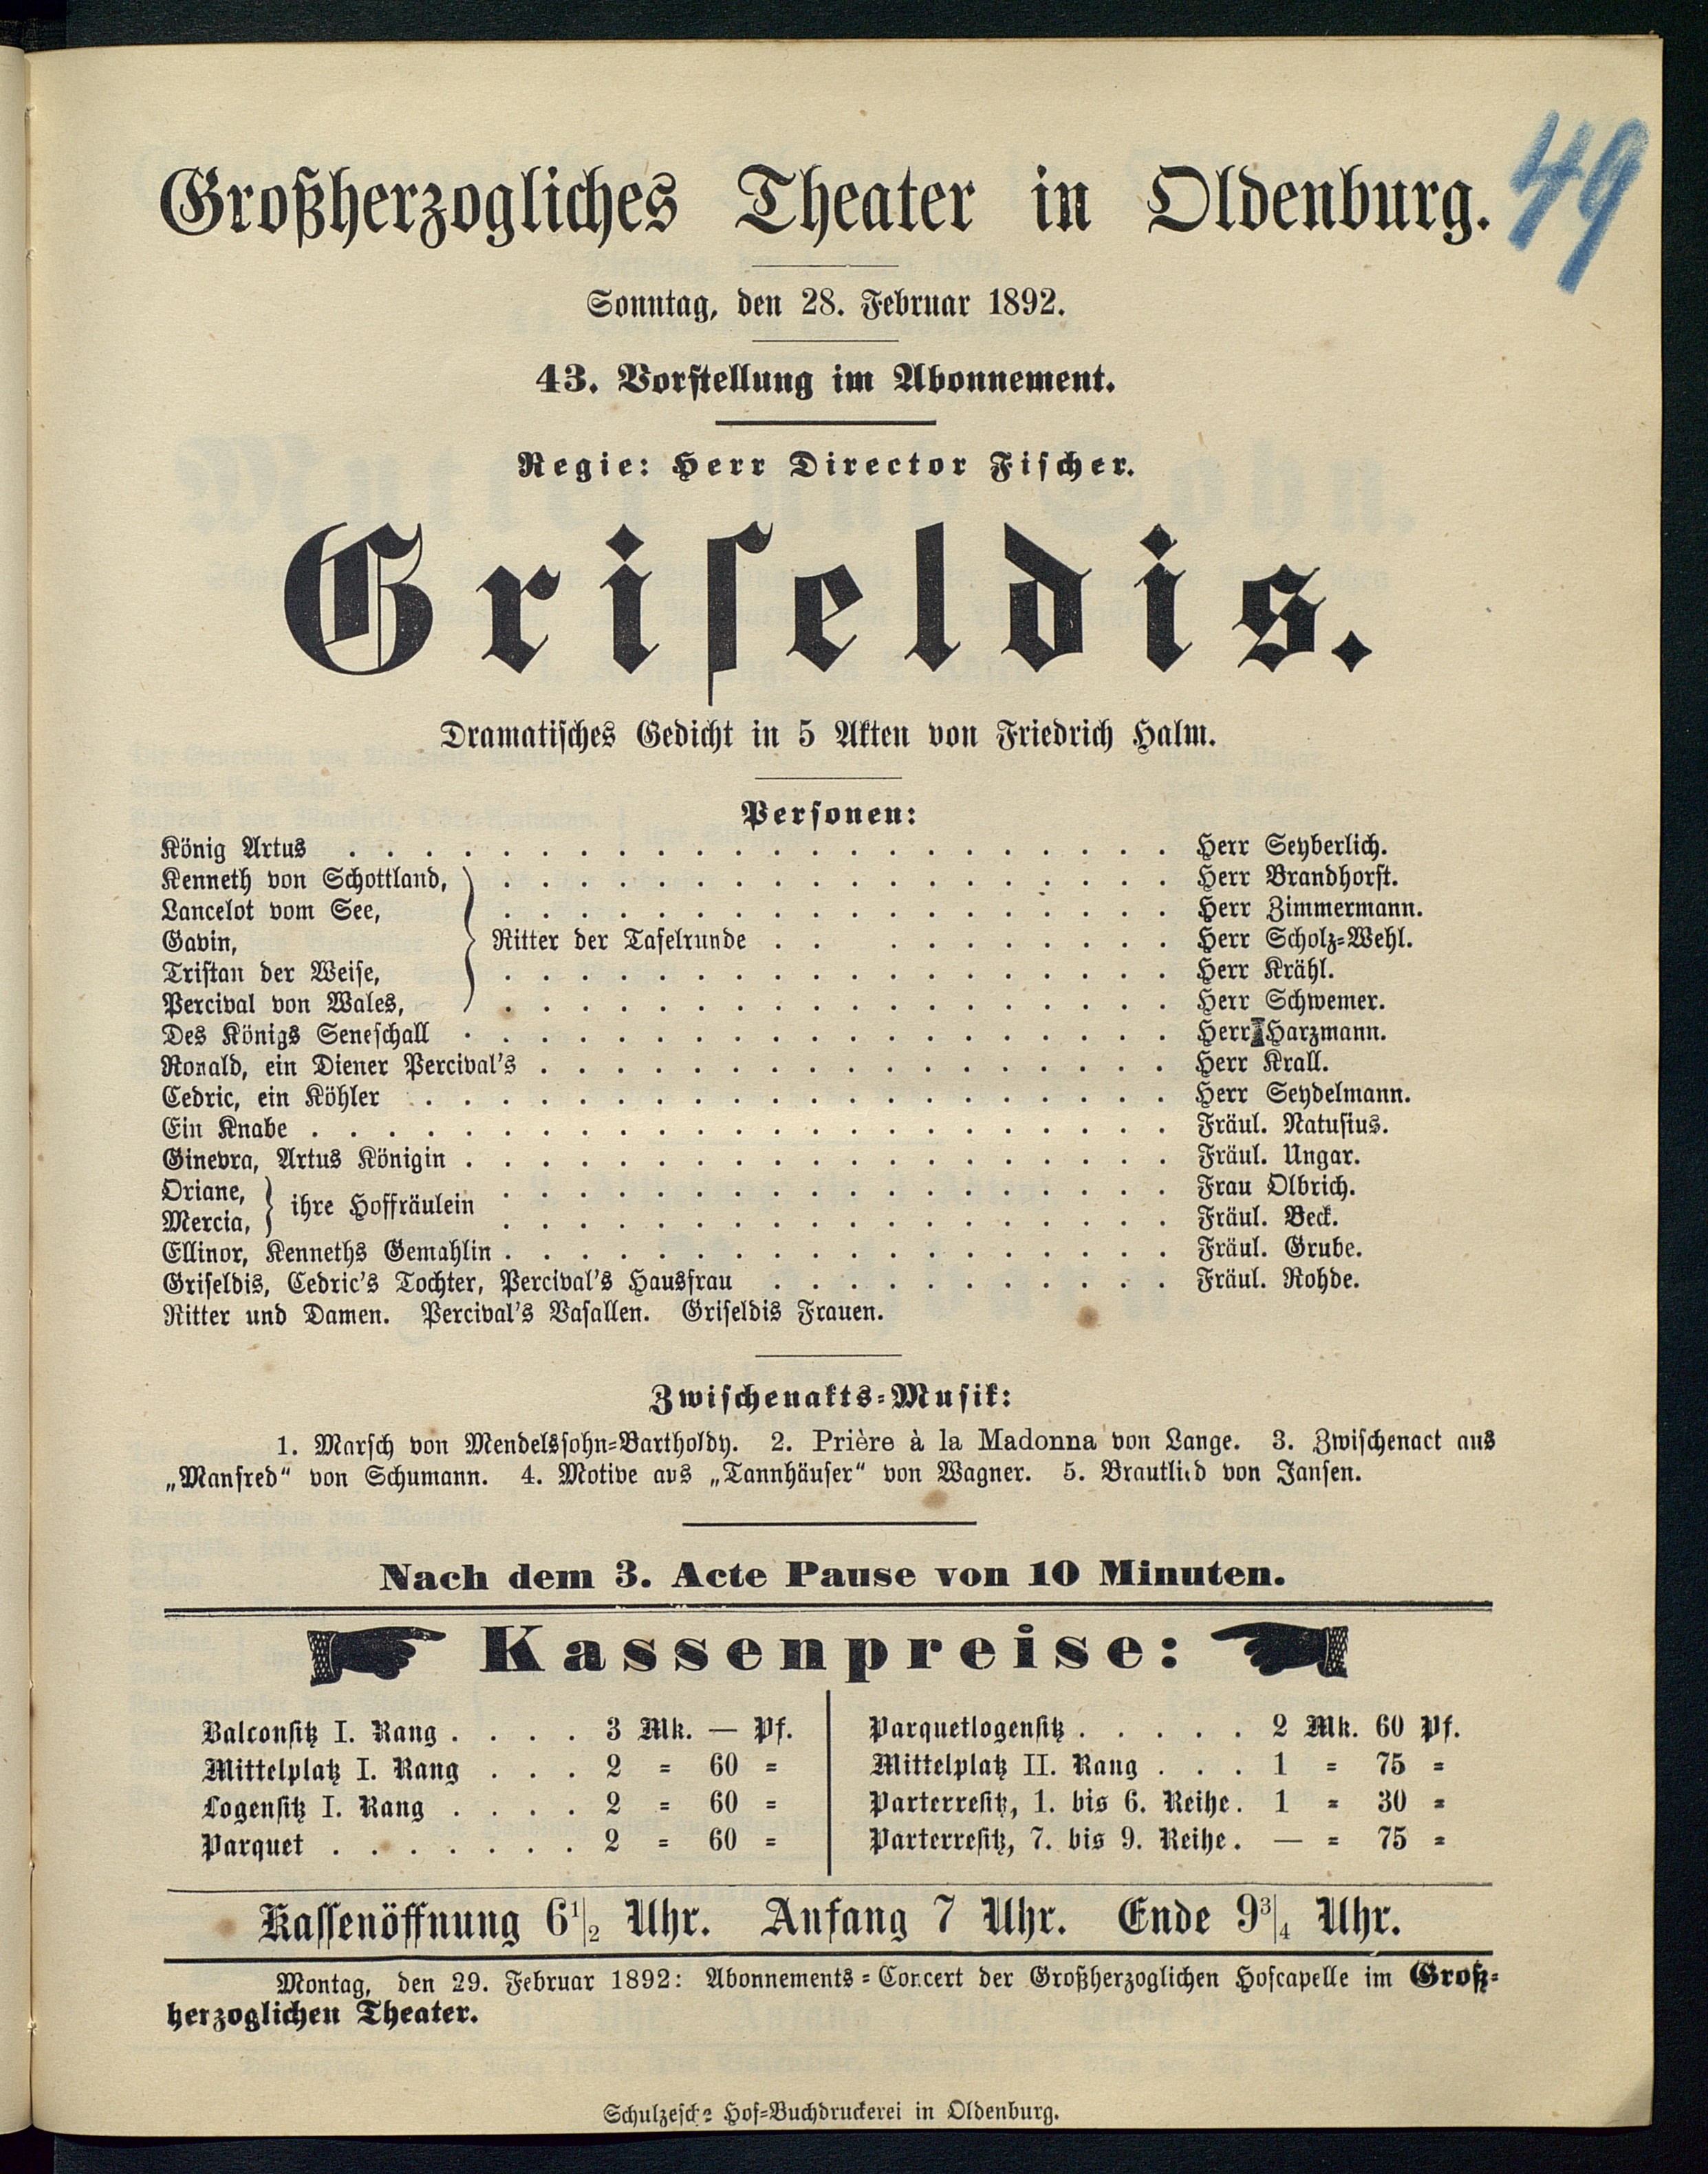 49
Großherzogliches Theater in Oldenburg.
Sonntag, den 28. Februar 1892.
43. Vorstellung im Abonnement.
Regie: Herr Director Fischer.
Griseldis.
Dramatisches Gedicht in 5 Akten von Friedrich Halm.
Personen:
König Artus . . . . . Herr Seyberlich.
Kenneth von Schottland, . . . . . Herr Brandhorst.
Lancelot vom See, . . . . . Herr Zimmermann.
Gavin, } Ritter der Tafelrunde . . . . . Herr Scholz-Wehl.
Tristan der Weise, . . . . . Herr Krähl.
Percival von Wales, . . . . . Herr Schwemer.
Des Königs Seneschall . . . . . Herr Harzmann.
Ronald, ein Diener Percival's . . . . . Herr Krall.
Cedric, ein Köhler . . . . . Herr Seydelmann.
Ein Knabe . . . . . Fräul. Natusius.
Ginevra, Artus Königin . . . . . Fräul. Ungar.
Oriane, } ihre Hoffräulein . . . . . Frau Olbrich.
Mercia, . . . . . Fräul. Beck.
Ellinor, Kenneths Gemahlin . . . . . Fräul. Grube.
Griseldis, Cedric's Tochter, Percival's Hausfrau . . . . . Fräul. Rohde.
Ritter und Damen. Percival's Vasallen. Griseldis Frauen.
Zwischenakts-Musik:
1. Marsch von Mendelssohn-Bartholdy. 2. Prière à la Madonna von Lange. 3. Zwischenact aus
„Manfred“ von Schumann. 4. Motive aus „Tannhäuser“ von Wagner. 5. Brautlied von Jansen.
Nach dem 3. Acte Pause von 10 Minuten.
Kassenpreise:
Balconsitz I. Rang . . . . 3 Mk. — Pf.
Mittelplatz I. Rang . . . 2 = 60 =
Logensitz I. Rang . . . . 2 = 60 =
Parquet . . . . . . . 2 = 60 =
Parquetlogensitz . . . . . 2 Mk. 60 Pf.
Mittelplatz II. Rang . . . 1 = 75 =
Parterresitz, 1. bis 6. Reihe . 1 = 30 =
Parterresitz, 7. bis 9. Reihe . — = 75 =
Kassenöffnung 6 1/2 Uhr. Anfang 7 Uhr. Ende 9 3/4 Uhr.
Montag, den 29. Februar 1892: Abonnements-Concert der Großherzoglichen Hofcapelle im Groß-
herzoglichen Theater.
Schulzesche Hof-Buchdruckerei in Oldenburg.